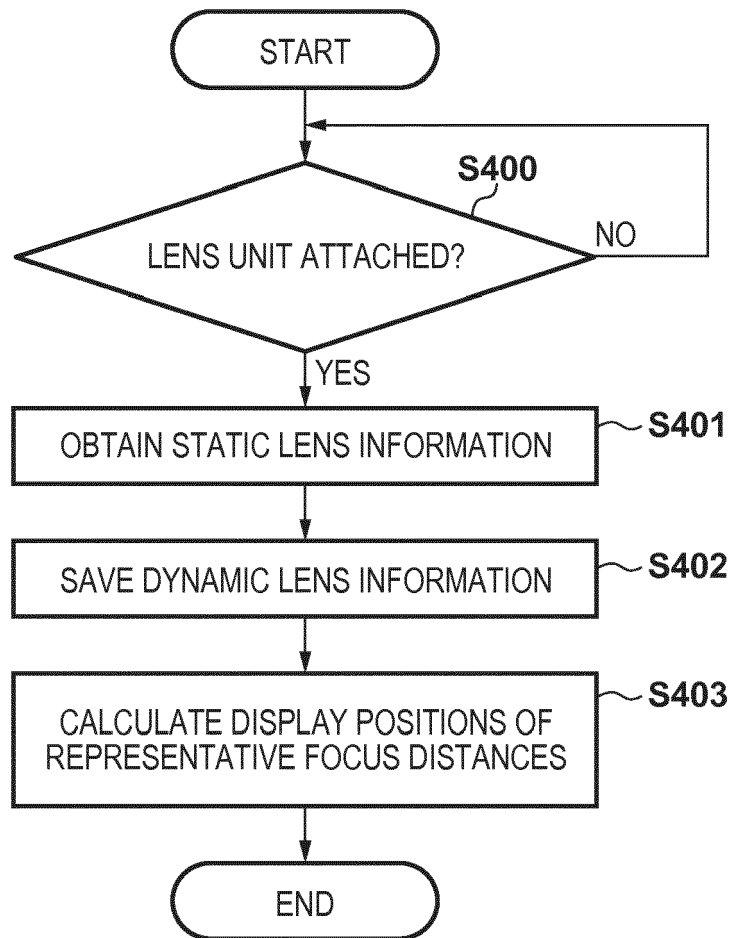 START
S400
LENS UNIT ATTACHED?
NO
YES
OBTAIN STATIC LENS INFORMATION
S401
SAVE DYNAMIC LENS INFORMATION
S402
CALCULATE DISPLAY POSITIONS OF
REPRESENTATIVE FOCUS DISTANCES
S403
END